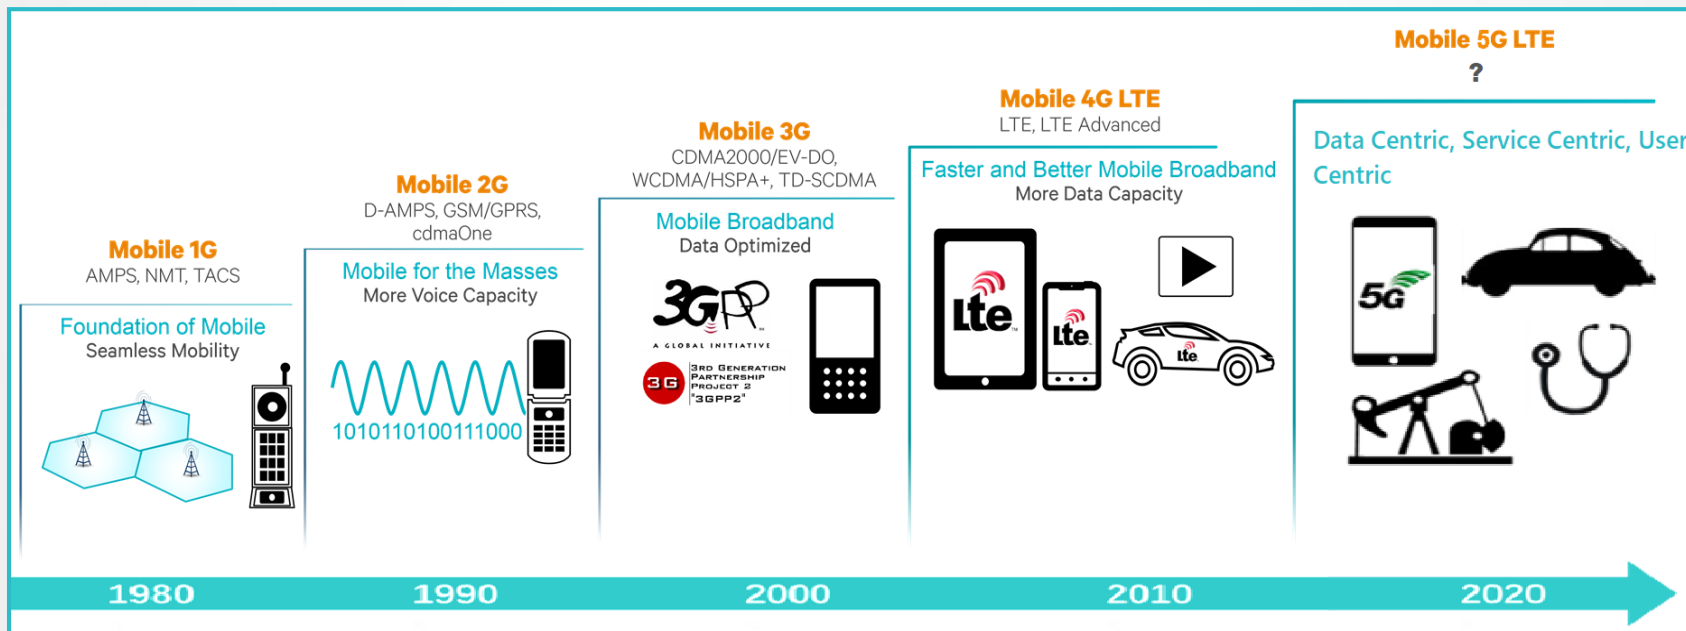 Mobile 1G
AMPS, NMT, TACS
Foundation of Mobile
Seamless Mobility
Mobile 2G
D-AMPS, GSM/GPRS,
cdmaOne
Mobile for the Masses
More Voice Capacity
1010110100111000
Mobile 3G
CDMA2000/EV-DO,
WCDMA/HSPA+, TD-SCDMA
Mobile Broadband
Data Optimized
3GPP™
A GLOBAL INITIATIVE
3G
3RD GENERATION
PARTNERSHIP
PROJECT 2
"3GPP2"
Mobile 4G LTE
LTE, LTE Advanced
Faster and Better Mobile Broadband
More Data Capacity
Lte™
Lte
Lte
Mobile 5G LTE
?
Data Centric, Service Centric, User
Centric
5G
1980
1990
2000
2010
2020